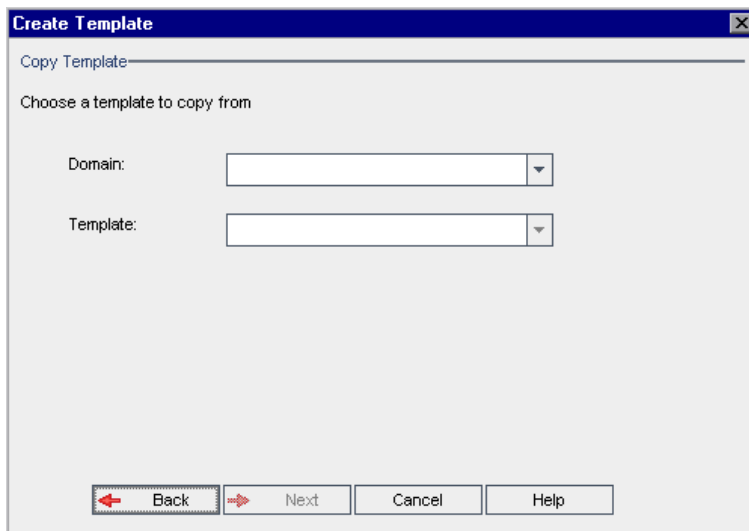 Create Template
Copy Template
Choose a template to copy from
Domain:
Template:
Back Next Cancel Help